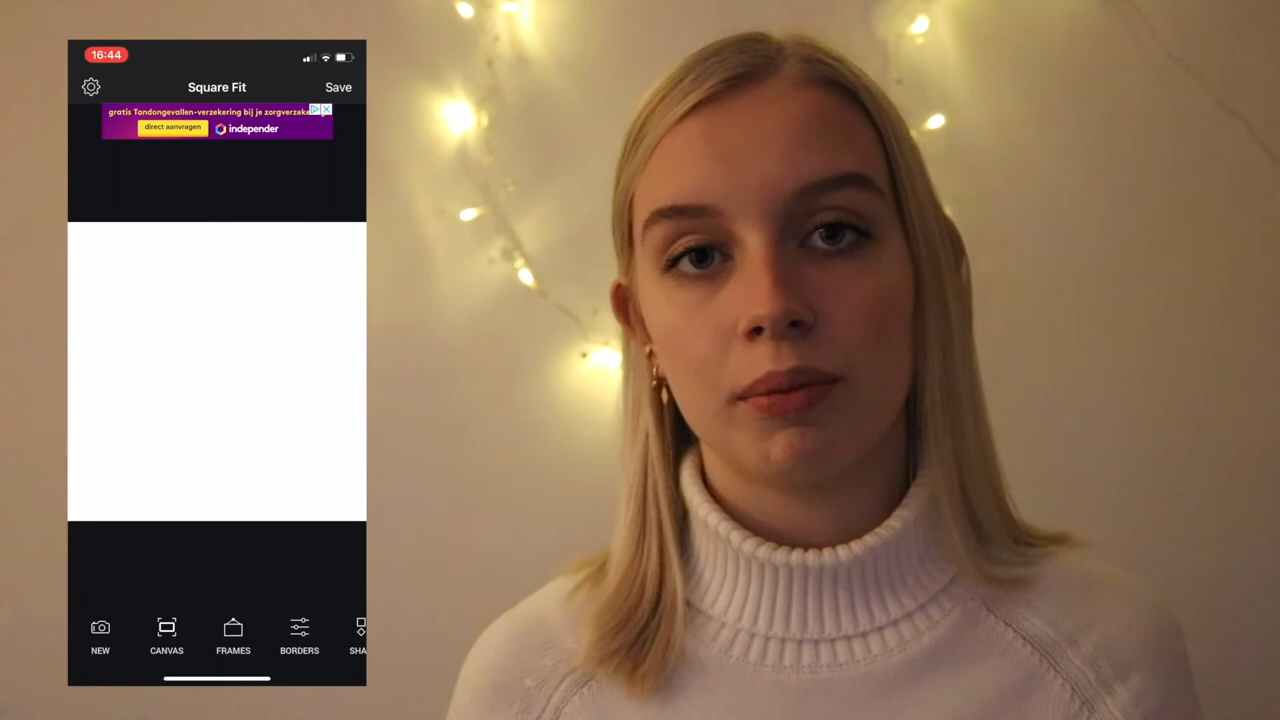 16:44
Square Fit
Save
gratis Tandongevallen-verzekering bij je zorgverzeke
direct aanvragen
independer
NEW
CANVAS
FRAMES
BORDERS
SHA